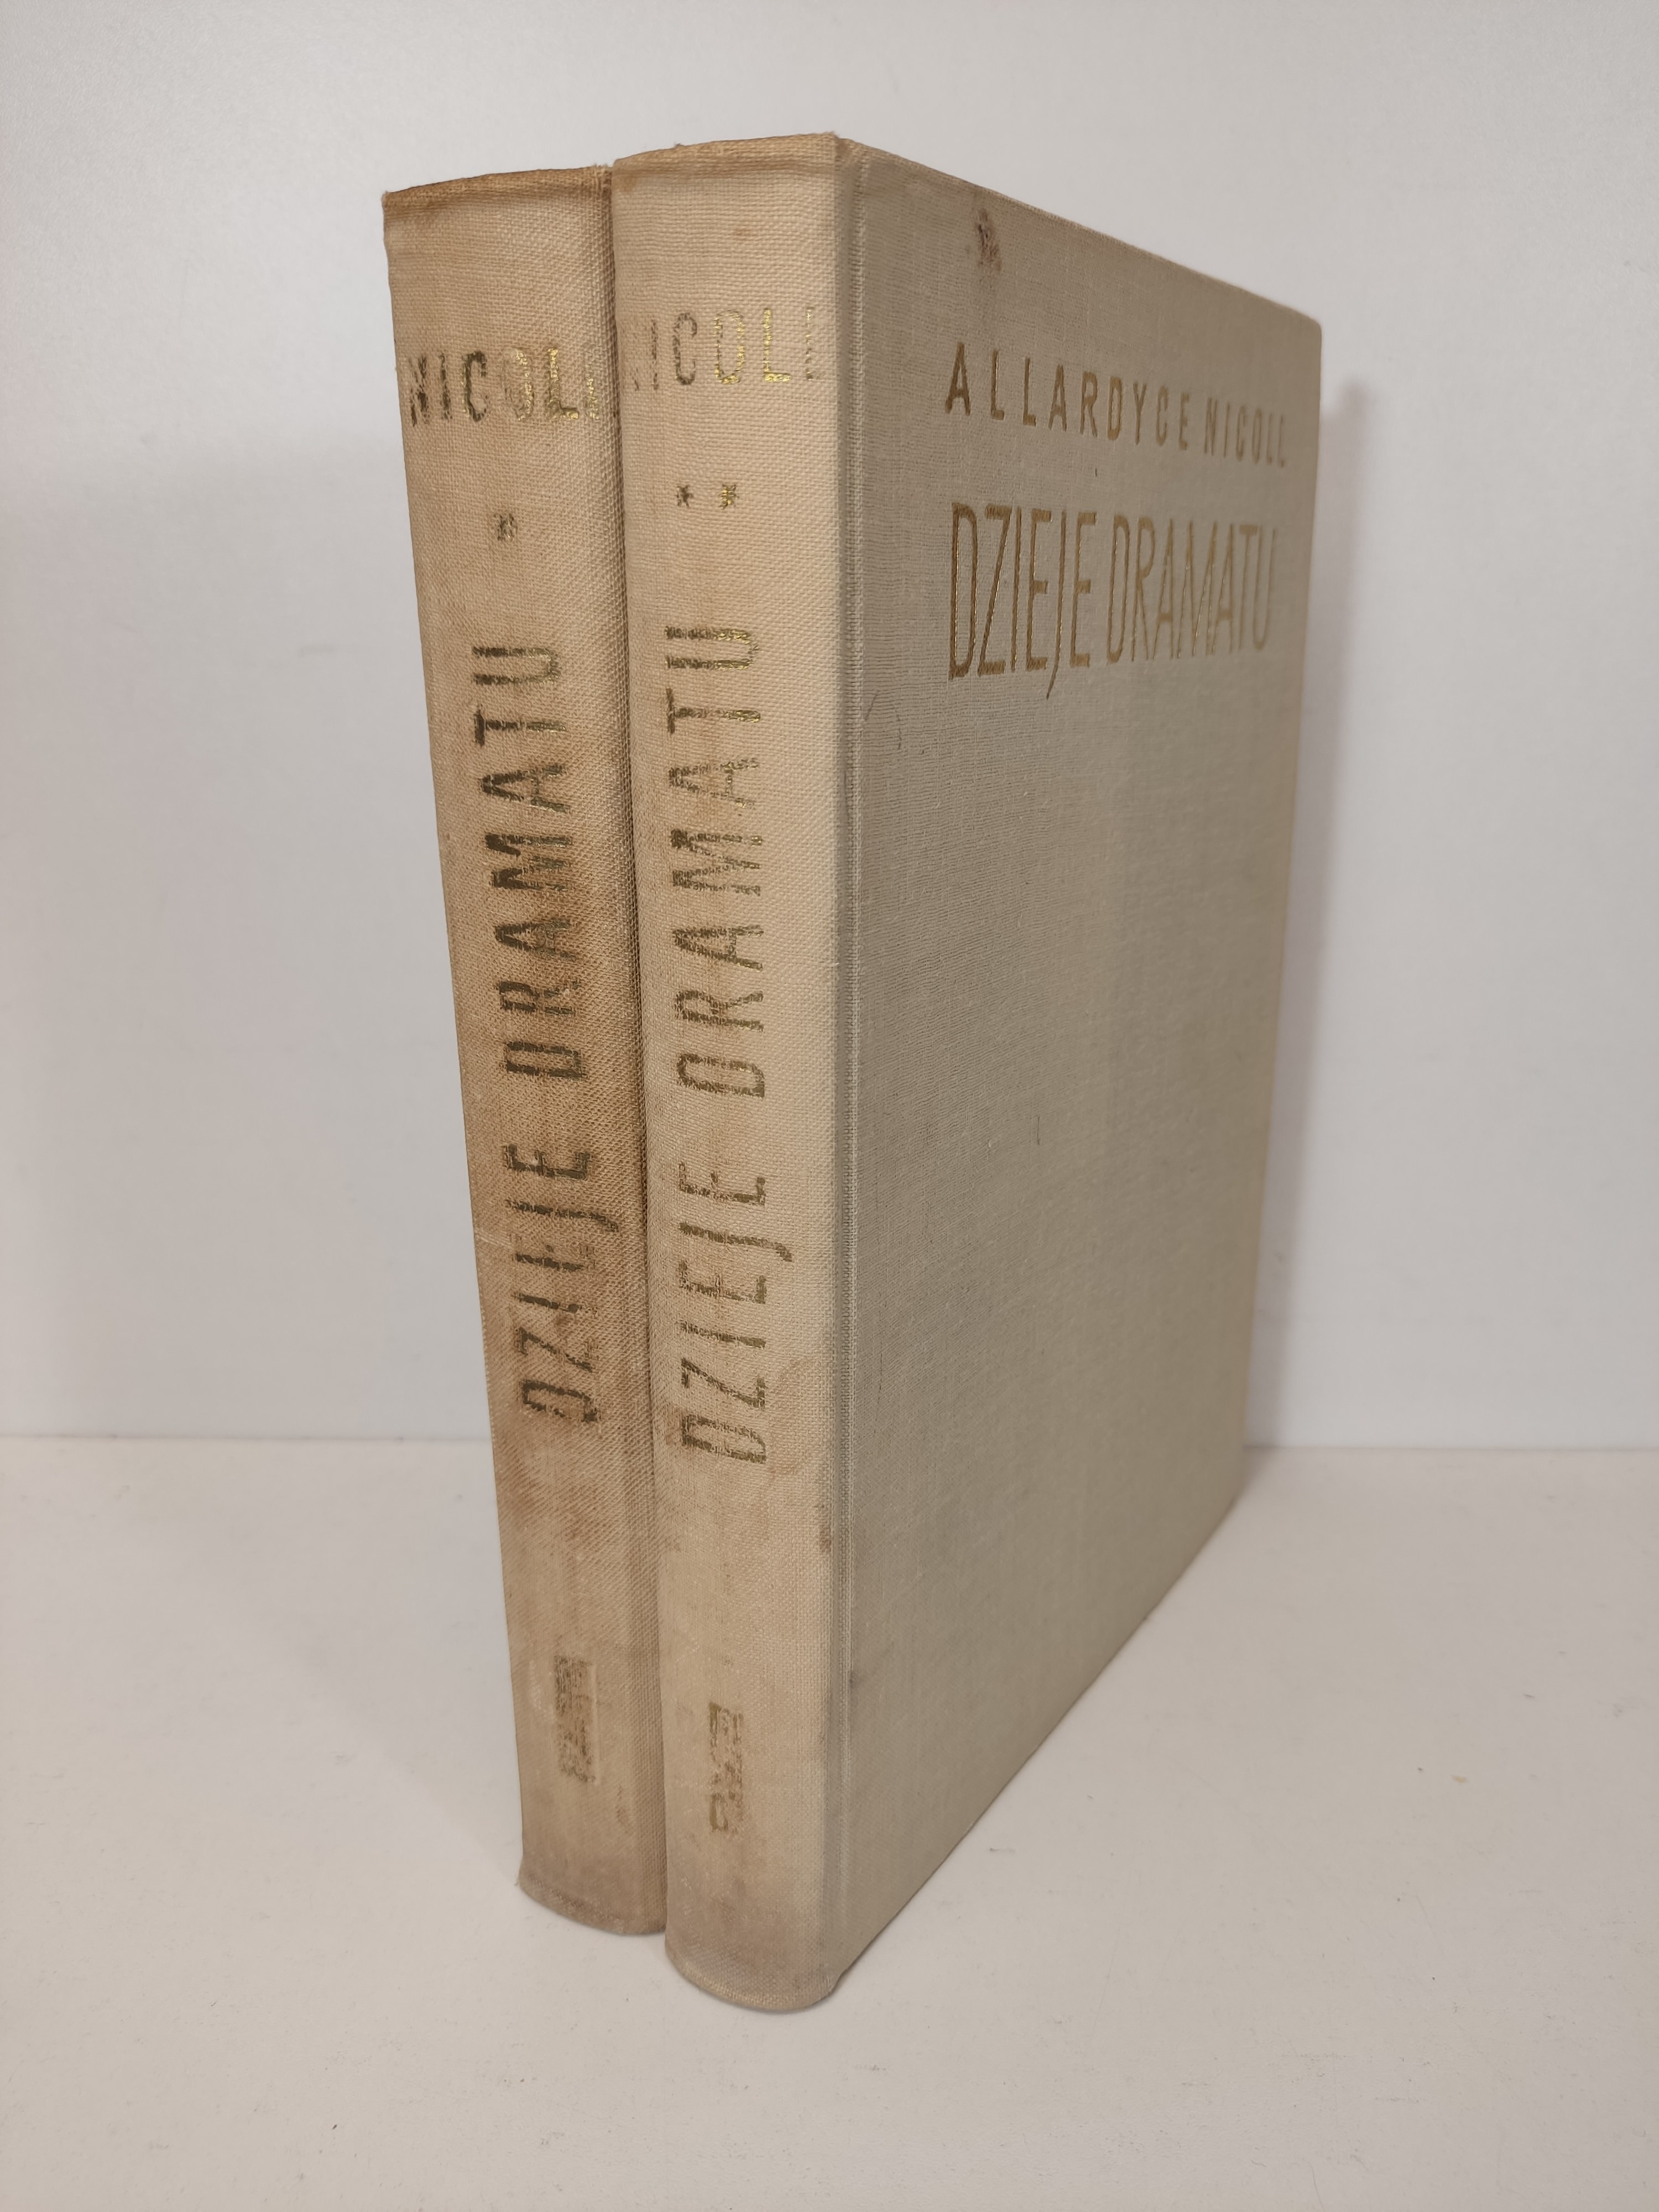 NICOLL
*
DZIEJE DRAMATU
NICOLL
* *
DZIEJE DRAMATU
ALLARDYCE NICOLL
DZIEJE DRAMATU